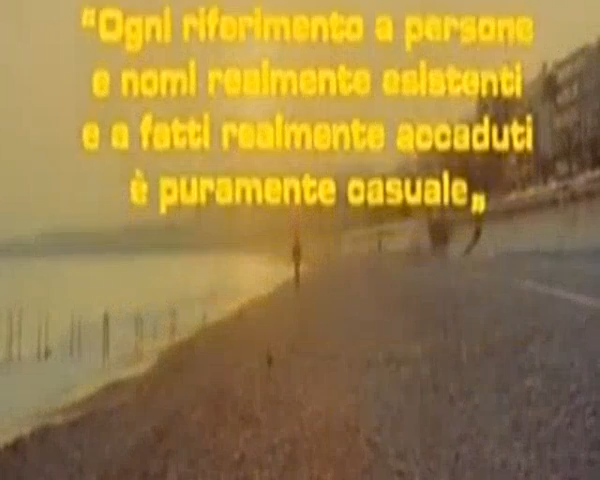 “Ogni riferimento a persone
e nomi realmente esistenti
e a fatti realmente accaduti
è puramente casuale„